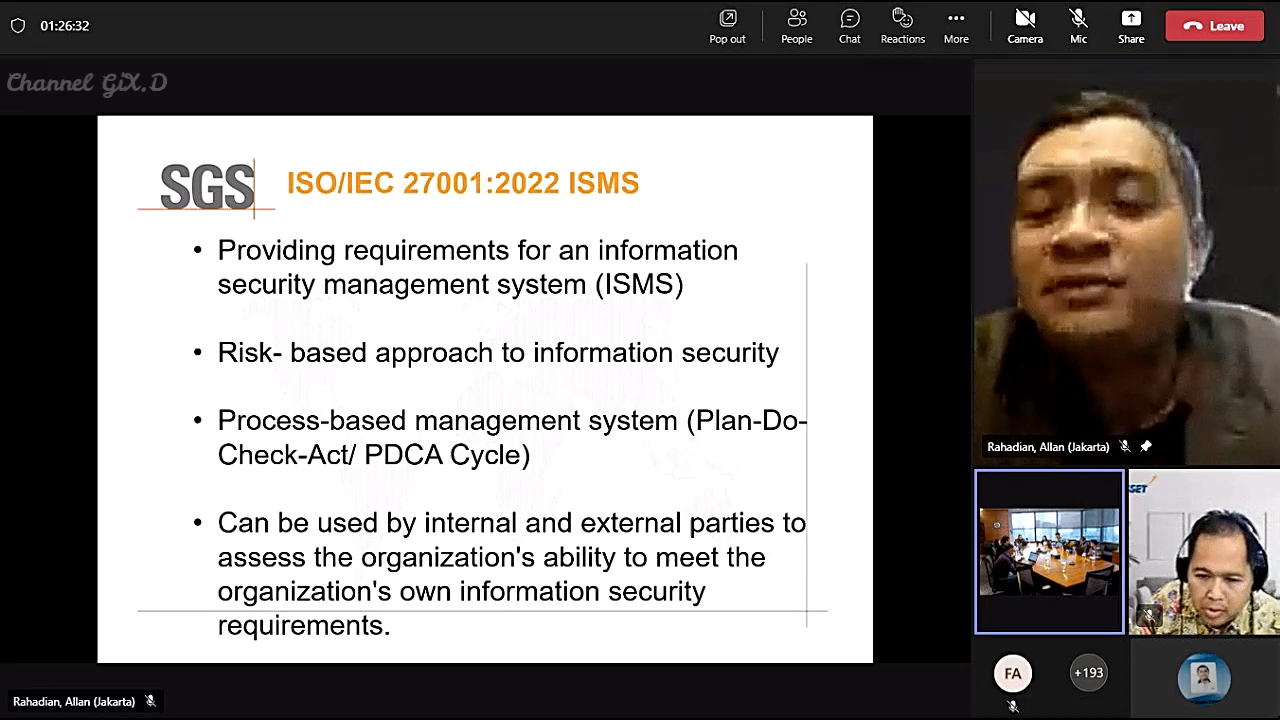 01:26:32
Pop out
People
Chat
Reactions
More
Camera
Mic
Share
Leave
Channel GiX.D
SGS
ISO/IEC 27001:2022 ISMS
• Providing requirements for an information
security management system (ISMS)
• Risk- based approach to information security
• Process-based management system (Plan-Do-
Check-Act/ PDCA Cycle)
• Can be used by internal and external parties to
assess the organization's ability to meet the
organization's own information security
requirements.
Rahadian, Allan (Jakarta)
SET
FA
+193
Rahadian, Allan (Jakarta)